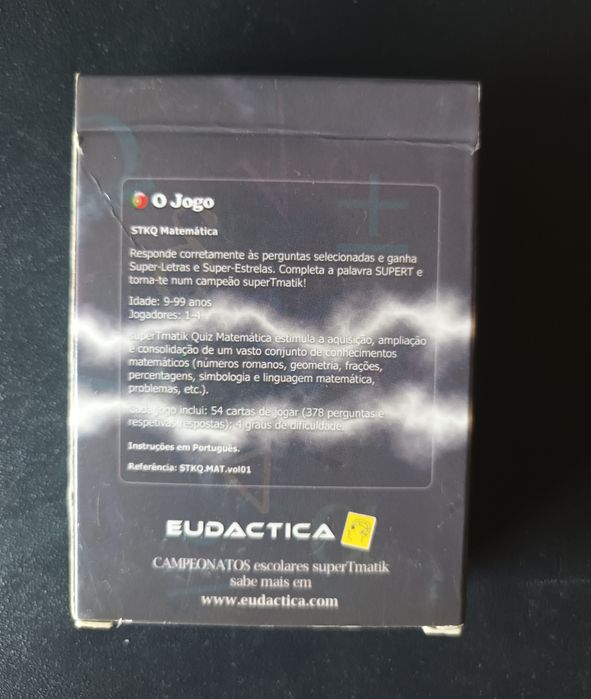 O Jogo
STKQ Matemática
Responde corretamente às perguntas selecionadas e ganha
Super-Letras e Super-Estrelas. Completa a palavra SUPERT e
torna-te num campeão superTmatik!
Idade: 9-99 anos
Jogadores: 1-4
superTmatik Quiz Matemática estimula a aquisição, ampliação
e consolidação de um vasto conjunto de conhecimentos
matemáticos (números romanos, geometria, frações,
percentagens, simbologia e linguagem matemática,
problemas, etc.).
Cada jogo inclui: 54 cartas de jogar (378 perguntas e
respetivas respostas); 4 graus de dificuldade.
Instruções em Português.
Referência: STKQ.MAT.vol01
EUDACTICA
CAMPEONATOS escolares superTmatik
sabe mais em
www.eudactica.com